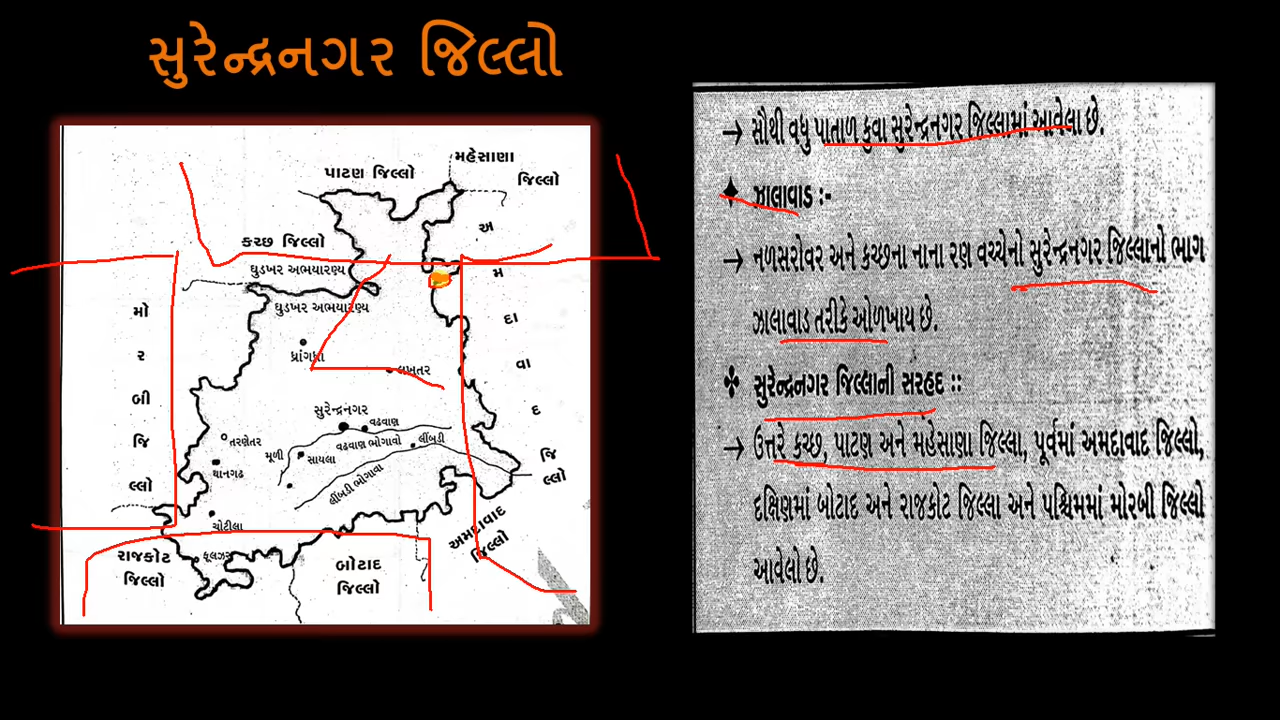 સુરેન્દ્રનગર જિલ્લો
મહેસાણા
જિલ્લો
પાટણ જિલ્લો
કચ્છ જિલ્લો
ઘુડખર અભયારણ્ય
ઘુડખર અભયારણ્ય
મો
ર
બી
જિ
લ્લો
અ
મ
દા
વા
દ
જિ
લ્લો
ધ્રાંગધ્રા
લખતર
સુરેન્દ્રનગર
વઢવાણ
તરણેતર
વઢવાણ ભોગાવો
લીંબડી
મૂળી
સાયલા
થાનગઢ
લીંબડી ભોગાવા
ચોટીલા
રાજકોટ
જિલ્લો
ફૂલઝર
બોટાદ
જિલ્લો
અમદાવાદ
જિલ્લો
→ સૌથી વધુ પાતાળ કુવા સુરેન્દ્રનગર જિલ્લામાં આવેલા છે.
ઝાલાવાડ :-
→ નળસરોવર અને કચ્છના નાના રણ વચ્ચેનો સુરેન્દ્રનગર જિલ્લાનો ભાગ
ઝાલાવાડ તરીકે ઓળખાય છે.
સુરેન્દ્રનગર જિલ્લાની સરહદ ::
→ ઉત્તરે કચ્છ, પાટણ અને મહેસાણા જિલ્લા, પૂર્વમાં અમદાવાદ જિલ્લો,
દક્ષિણમાં બોટાદ અને રાજકોટ જિલ્લા અને પશ્ચિમમાં મોરબી જિલ્લો
આવેલો છે.